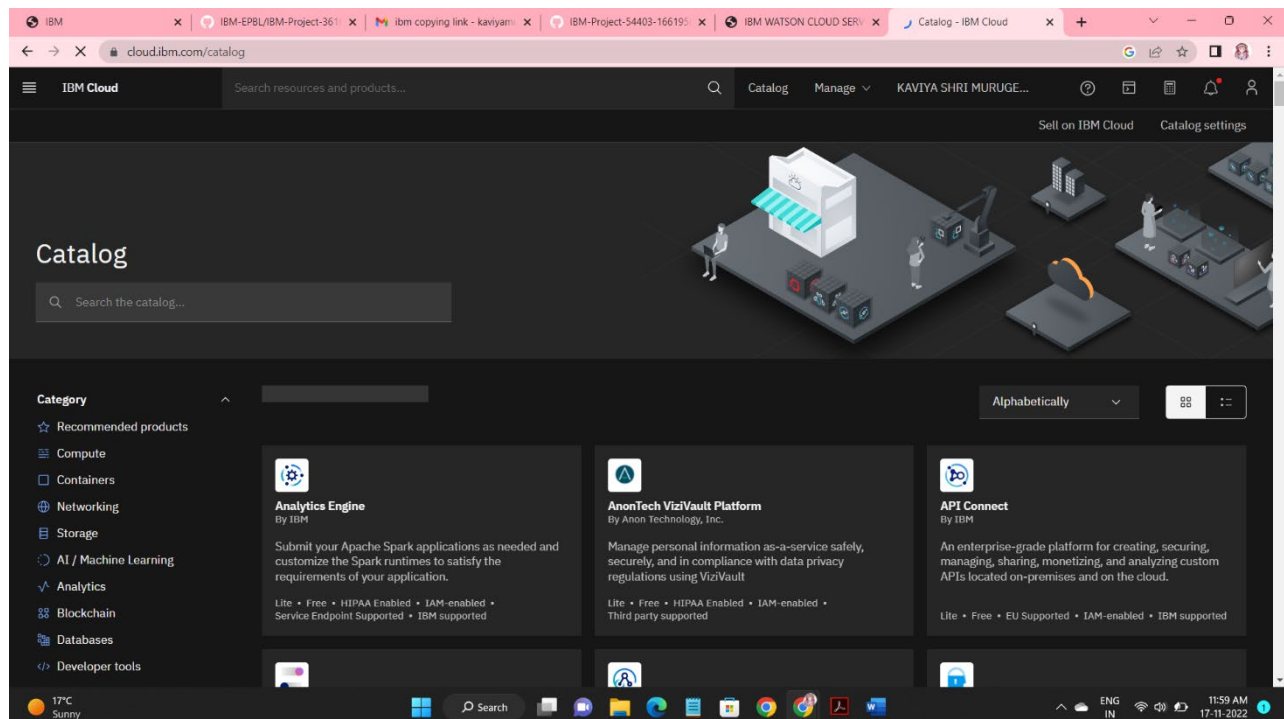 IBM
IBM-EPBL/IBM-Project-361
ibm copying link - kaviyam
IBM-Project-54403-166195
IBM WATSON CLOUD SERV
Catalog - IBM Cloud
cloud.ibm.com/catalog
IBM Cloud
Search resources and products...
Catalog
Manage
KAVIYA SHRI MURUGE...
Sell on IBM Cloud
Catalog settings
Catalog
Search the catalog...
Category
Recommended products
Compute
Containers
Networking
Storage
AI / Machine Learning
Analytics
Blockchain
Databases
Developer tools
Alphabetically
Analytics Engine
By IBM
Submit your Apache Spark applications as needed and
customize the Spark runtimes to satisfy the
requirements of your application.
Lite • Free • HIPAA Enabled • IAM-enabled •
Service Endpoint Supported • IBM supported
AnonTech ViziVault Platform
By Anon Technology, Inc.
Manage personal information as-a-service safely,
securely, and in compliance with data privacy
regulations using ViziVault
Lite • Free • HIPAA Enabled • IAM-enabled •
Third party supported
API Connect
By IBM
An enterprise-grade platform for creating, securing,
managing, sharing, monetizing, and analyzing custom
APIs located on-premises and on the cloud.
Lite • Free • EU Supported • IAM-enabled • IBM supported
17°C
Sunny
Search
ENG
IN
11:59 AM
17-11-2022
1